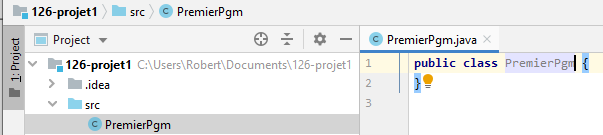 126-projet1 src PremierPgm
1: Project
Project
PremierPgm.java
126-projet1 C:\Users\Robert\Documents\126-projet1
.idea
src
PremierPgm
1 public class PremierPgm {
2 }
3